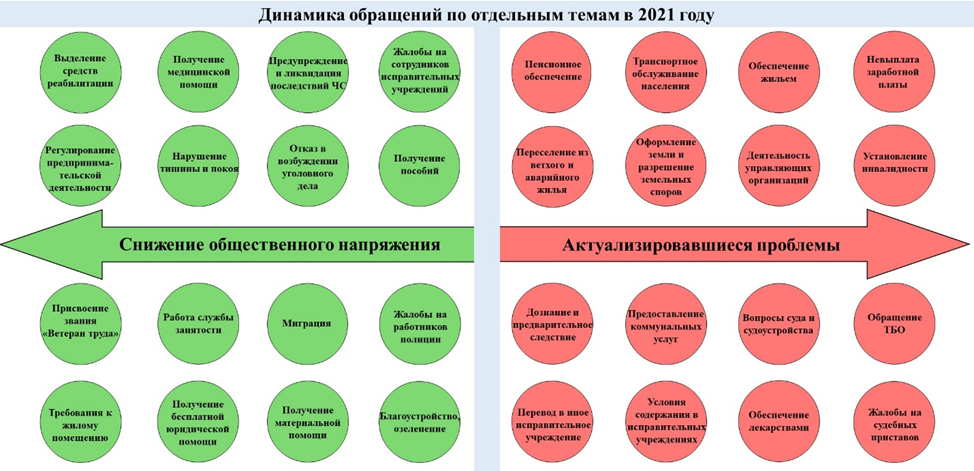 Динамика обращений по отдельным темам в 2021 году
Выделение
средств
реабилитации
Получение
медицинской
помощи
Предупреждение
и ликвидация
последствий ЧС
Жалобы на
сотрудников
исправительных
учреждений
Пенсионное
обеспечение
Транспортное
обслуживание
населения
Обеспечение
жильем
Невыплата
заработной
платы
Регулирование
предпринима-
тельской
деятельности
Нарушение
тишины и покоя
Отказ в
возбуждении
уголовного
дела
Получение
пособий
Переселение из
ветхого и
аварийного
жилья
Оформление
земли и
разрешение
земельных
споров
Деятельность
управляющих
организаций
Установление
инвалидности
Снижение общественного напряжения
Актуализировавшиеся проблемы
Присвоение
звания
«Ветеран труда»
Работа службы
занятости
Миграция
Жалобы на
работников
полиции
Дознание и
предварительное
следствие
Предоставление
коммунальных
услуг
Вопросы суда и
судоустройства
Обращение
ТБО
Требования к
жилому
помещению
Получение
бесплатной
юридической
помощи
Получение
материальной
помощи
Благоустройство,
озеленение
Перевод в иное
исправительное
учреждение
Условия
содержания в
исправительных
учреждениях
Обеспечение
лекарствами
Жалобы на
судебных
приставов